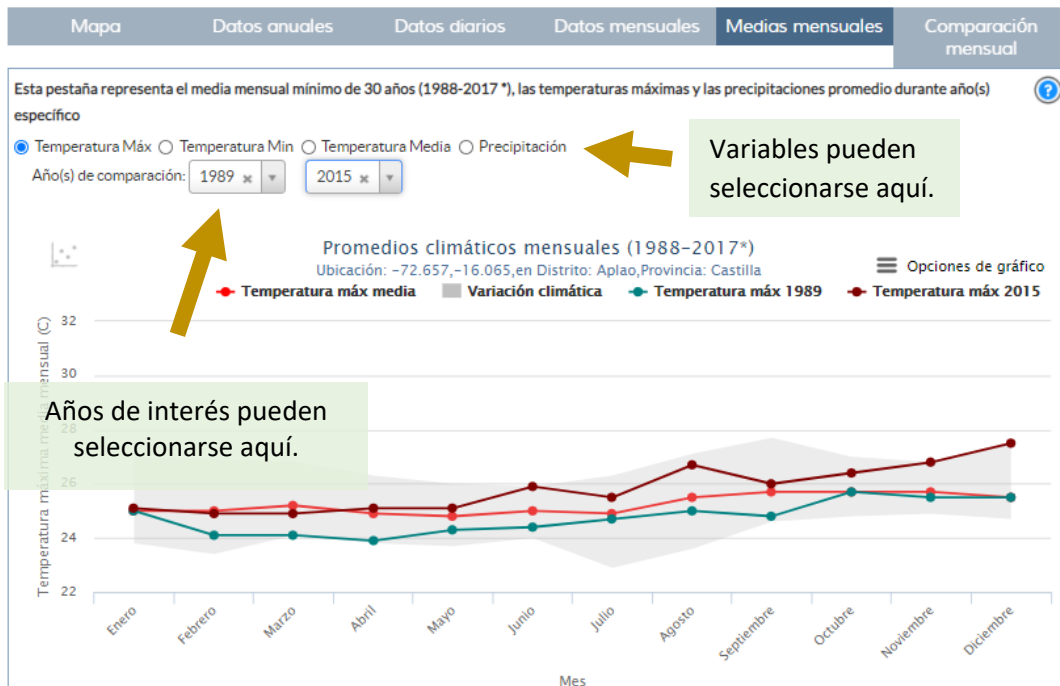 Mapa Datos anuales Datos diarios Datos mensuales Medias mensuales Comparación
mensual
Esta pestaña representa el media mensual mínimo de 30 años (1988-2017 *), las temperaturas máximas y las precipitaciones promedio durante año(s)
específico
?
Temperatura Máx Temperatura Min Temperatura Media Precipitación
Año(s) de comparación: 1989 × 2015 ×
Variables pueden
seleccionarse aquí.
Promedios climáticos mensuales (1988-2017*)
Ubicación: -72.657,-16.065,en Distrito: Aplao,Provincia: Castilla
Opciones de gráfico
Temperatura máx media Variación climática Temperatura máx 1989 Temperatura máx 2015
Temperatura máxima media mensual (C)
32
30
28
26
24
22
Años de interés pueden
seleccionarse aquí.
Enero Febrero Marzo Abril Mayo Junio Julio Agosto Septiembre Octubre Noviembre Diciembre
Mes